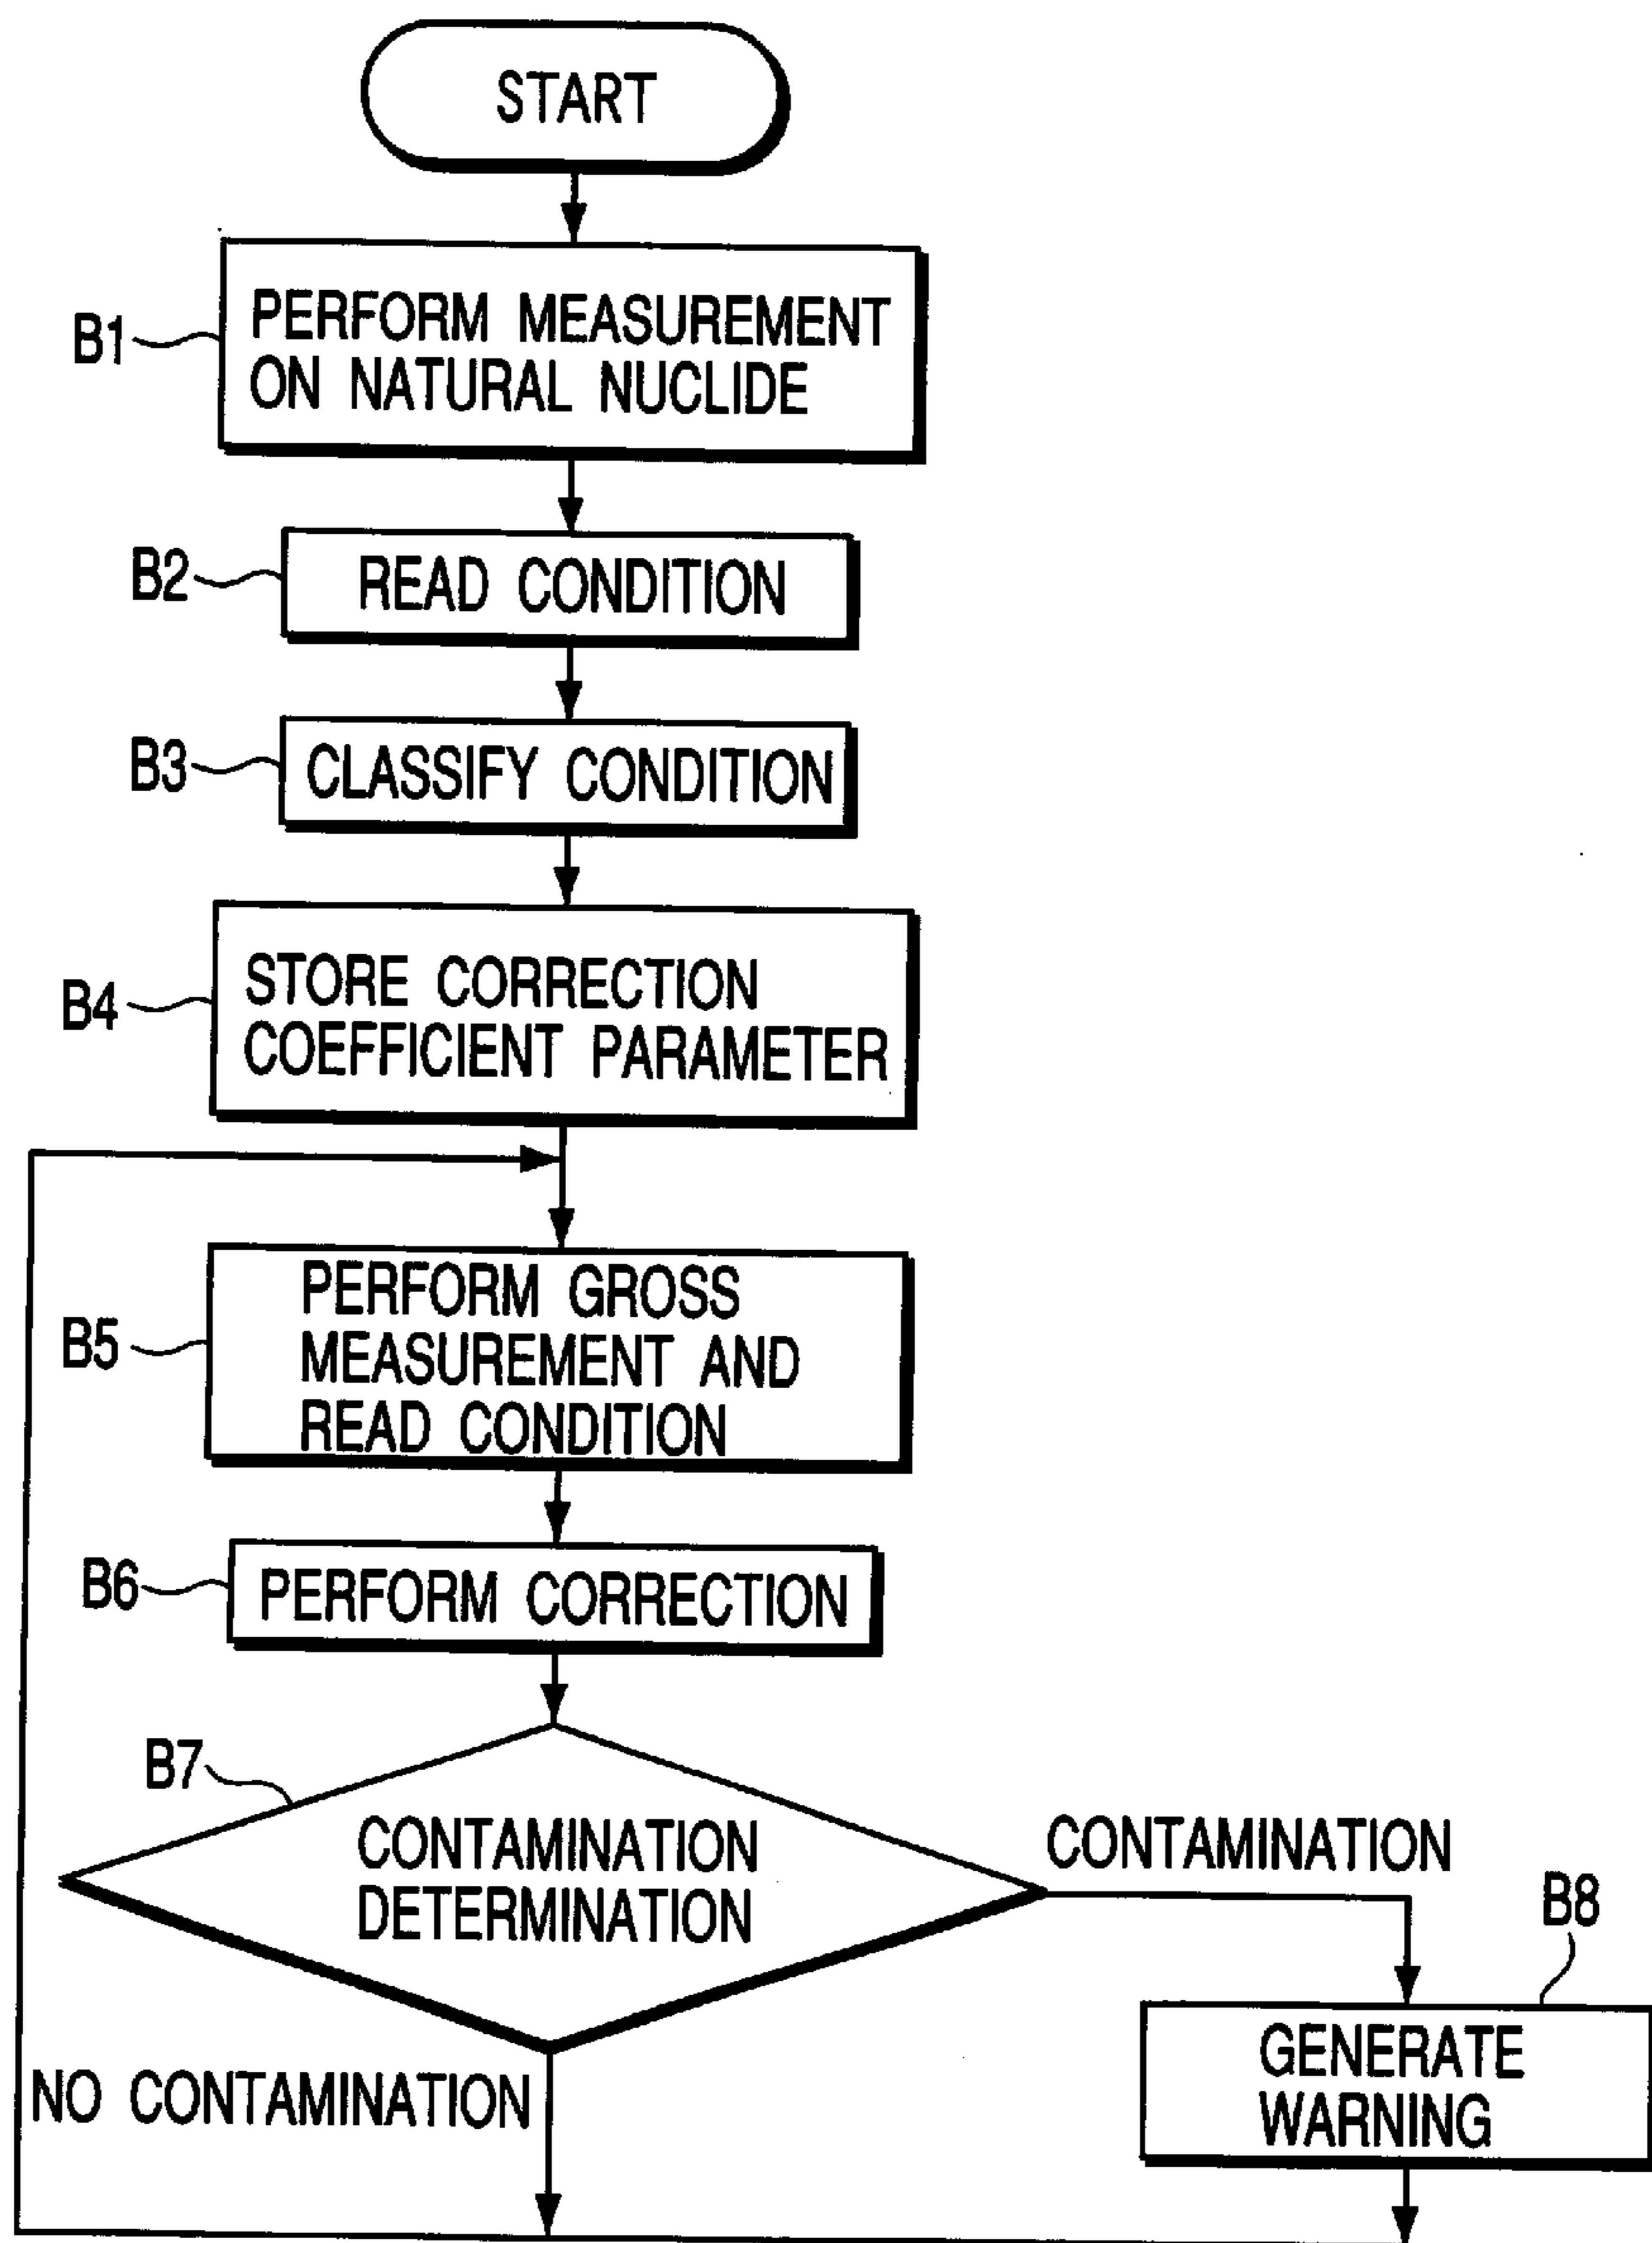 START
B1
PERFORM MEASUREMENT
ON NATURAL NUCLIDE
B2
READ CONDITION
B3
CLASSIFY CONDITION
B4
STORE CORRECTION
COEFFICIENT PARAMETER
B5
PERFORM GROSS
MEASUREMENT AND
READ CONDITION
B6
PERFORM CORRECTION
B7
CONTAMINATION
DETERMINATION
CONTAMINATION
B8
GENERATE
WARNING
NO CONTAMINATION